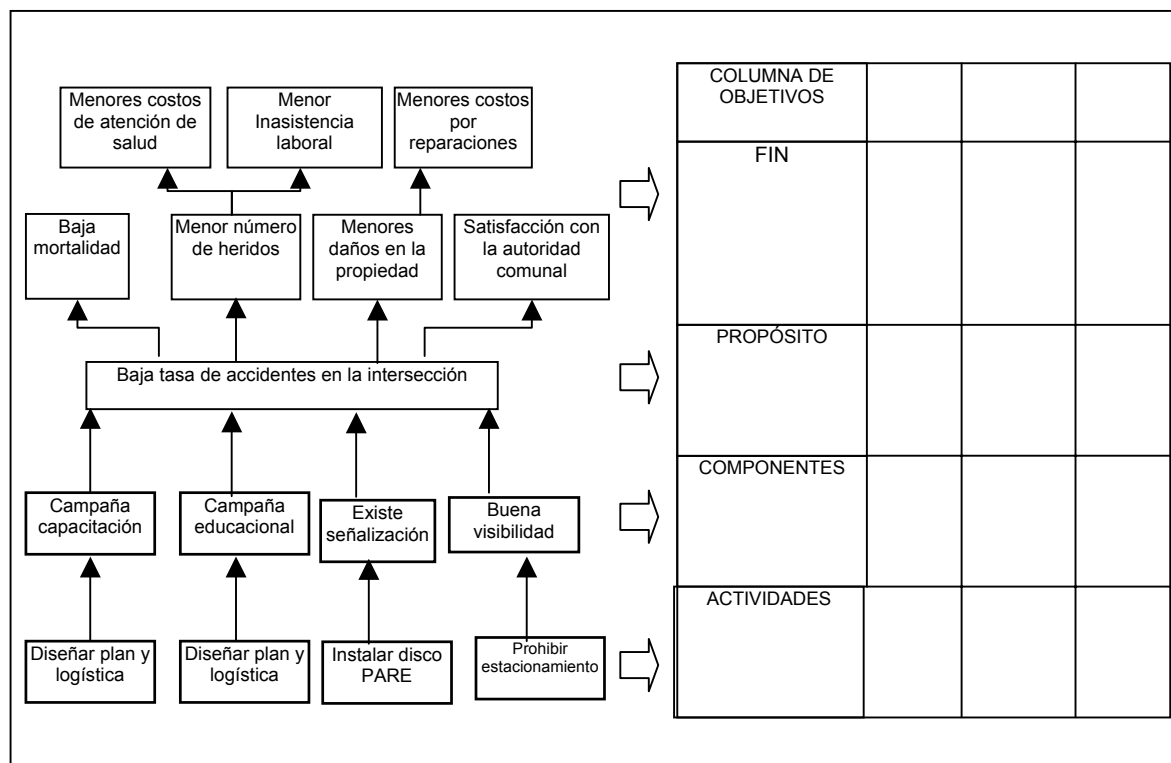 Menores costos
de atención de
salud
Menor
Inasistencia
laboral
Menores costos
por
reparaciones
Baja
mortalidad
Menor número
de heridos
Menores
daños en la
propiedad
Satisfacción con
la autoridad
comunal
Baja tasa de accidentes en la intersección
Campaña
capacitación
Campaña
educacional
Existe
señalización
Buena
visibilidad
Diseñar plan y
logística
Diseñar plan y
logística
Instalar disco
PARE
Prohibir
estacionamiento
COLUMNA DE
OBJETIVOS
FIN
PROPÓSITO
COMPONENTES
ACTIVIDADES